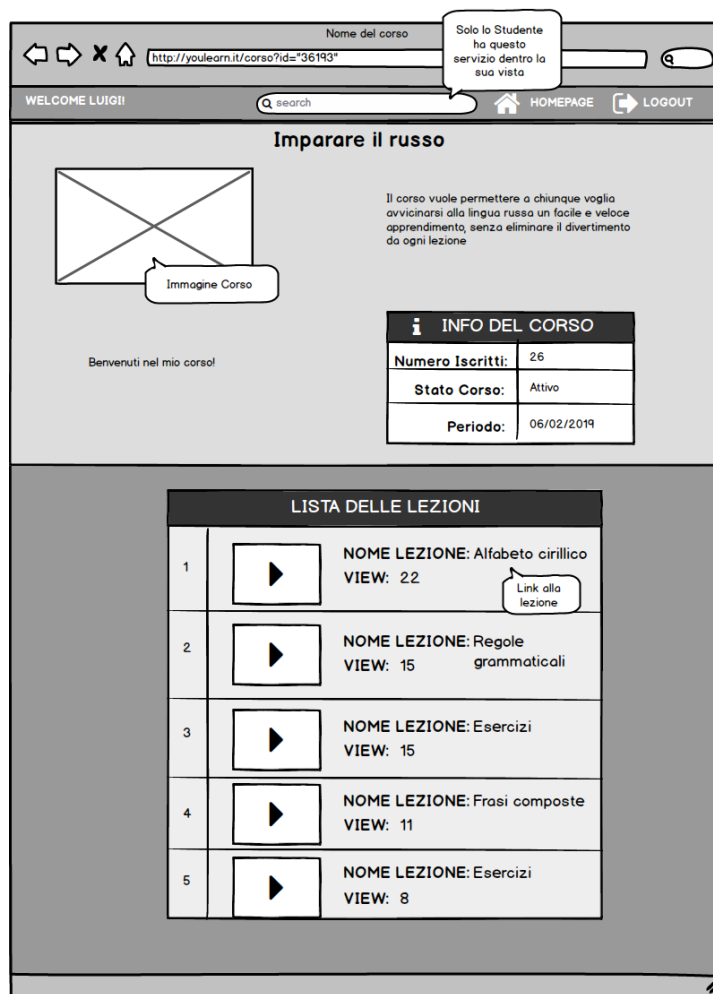 Nome del corso
Solo lo Studente
ha questo
servizio dentro la
sua vista
http://youlearn.it/corso?id="36193"
WELCOME LUIGI!
search
HOMEPAGE
LOGOUT
Imparare il russo
Il corso vuole permettere a chiunque voglia
avvicinarsi alla lingua russa un facile e veloce
apprendimento, senza eliminare il divertimento
da ogni lezione
Immagine Corso
Benvenuti nel mio corso!
i INFO DEL CORSO
Numero Iscritti: 26
Stato Corso: Attivo
Periodo: 06/02/2019
LISTA DELLE LEZIONI
1
NOME LEZIONE: Alfabeto cirillico
VIEW: 22
Link alla
lezione
2
NOME LEZIONE: Regole
grammaticali
VIEW: 15
3
NOME LEZIONE: Esercizi
VIEW: 15
4
NOME LEZIONE: Frasi composte
VIEW: 11
5
NOME LEZIONE: Esercizi
VIEW: 8